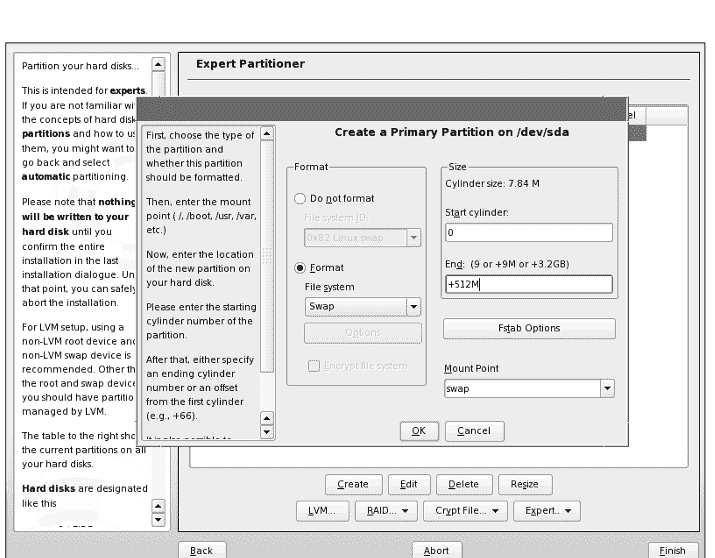 Partition your hard disks...
This is intended for experts.
If you are not familiar wi
the concepts of hard disk
partitions and how to us
them, you might want to
go back and select
automatic partitioning.
Please note that nothing
will be written to your
hard disk until you
confirm the entire
installation in the last
installation dialogue. Un
that point, you can safely
abort the installation.
For LVM setup, using a
non-LVM root device and
non-LVM swap device is
recommended. Other th
the root and swap device
you should have partitio
managed by LVM.
The table to the right sho
the current partitions on all
your hard disks.
Hard disks are designated
like this
Expert Partitioner
el
First, choose the type of
the partition and
whether this partition
should be formatted.
Then, enter the mount
point ( /, /boot, /usr, /var,
etc.)
Now, enter the location
of the new partition on
your hard disk.
Please enter the starting
cylinder number of the
partition.
After that, either specify
an ending cylinder
number or an offset
from the first cylinder
(e.g., +66).
It is also possible to
Create a Primary Partition on /dev/sda
Format
Do not format
File system ID:
0x82 Linux swap
Format
File system
Swap
Options
Encrypt file system
Size
Cylinder size: 7.84 M
Start cylinder:
0
End: (9 or +9M or +3.2GB)
+512M
Fstab Options
Mount Point
swap
OK
Cancel
Create
Edit
Delete
Resize
LVM...
RAID...
Crypt File...
Expert..
Back
Abort
Finish